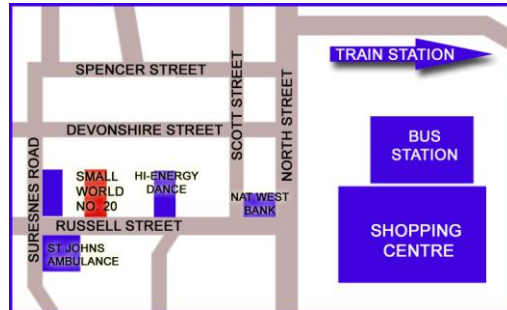 TRAIN STATION
SPENCER STREET
SCOTT STREET
NORTH STREET
DEVONSHIRE STREET
BUS
STATION
SURESNES ROAD
SMALL
WORLD
NO. 20
HI-ENERGY
DANCE
NAT WEST
BANK
RUSSELL STREET
SHOPPING
CENTRE
ST JOHNS
AMBULANCE